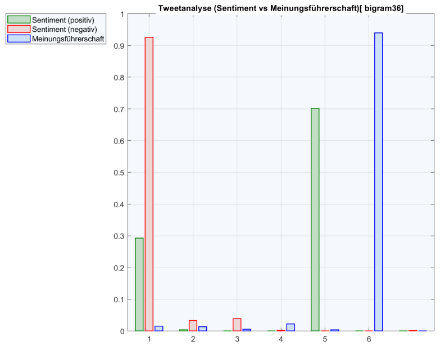 Tweetanalyse (Sentiment vs Meinungsführerschaft)[ bigram36]
Sentiment (positiv)
Sentiment (negativ)
Meinungsführerschaft
1
0.9
0.8
0.7
0.6
0.5
0.4
0.3
0.2
0.1
0
1 2 3 4 5 6